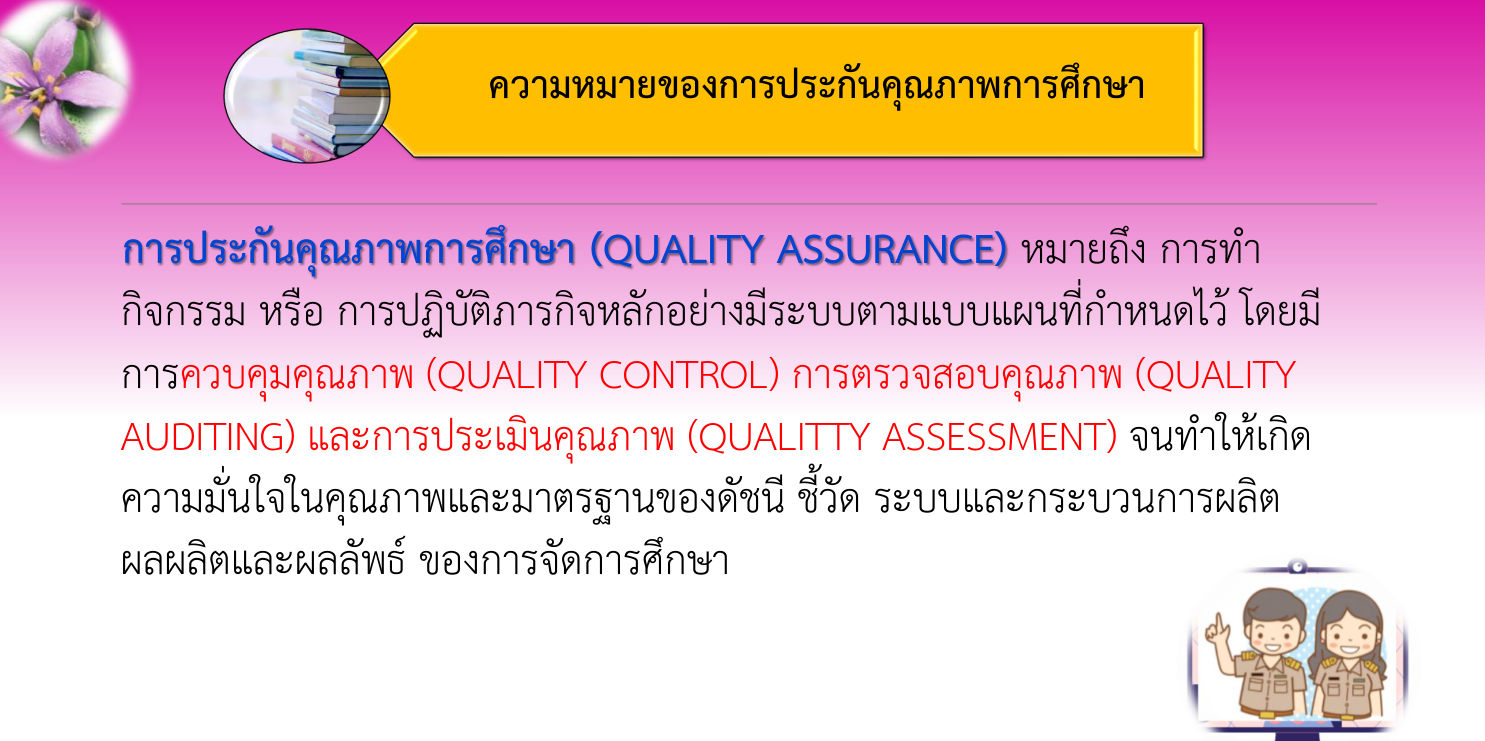 ความหมายของการประกันคุณภาพการศึกษา
การประกันคุณภาพการศึกษา (QUALITY ASSURANCE) หมายถึง การทำ
กิจกรรม หรือ การปฏิบัติภารกิจหลักอย่างมีระบบตามแบบแผนที่กำหนดไว้ โดยมี
การควบคุมคุณภาพ (QUALITY CONTROL) การตรวจสอบคุณภาพ (QUALITY
AUDITING) และการประเมินคุณภาพ (QUALITTY ASSESSMENT) จนทำให้เกิด
ความมั่นใจในคุณภาพและมาตรฐานของดัชนี ชี้วัด ระบบและกระบวนการผลิต
ผลผลิตและผลลัพธ์ ของการจัดการศึกษา